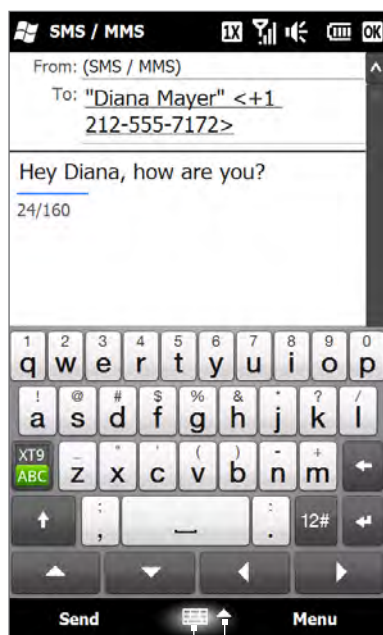 SMS / MMS 1X OK
From: (SMS / MMS)
To: "Diana Mayer" <+1
212-555-7172>
Hey Diana, how are you?
24/160
1 2 3 4 5 6 7 8 9 0
q w e r t y u i o p
! @ # $ % & * ? /
a s d f g h j k l
XT9 _ " ' ( ) - +
ABC z x c v b n m
; , : . 12#
Send Menu